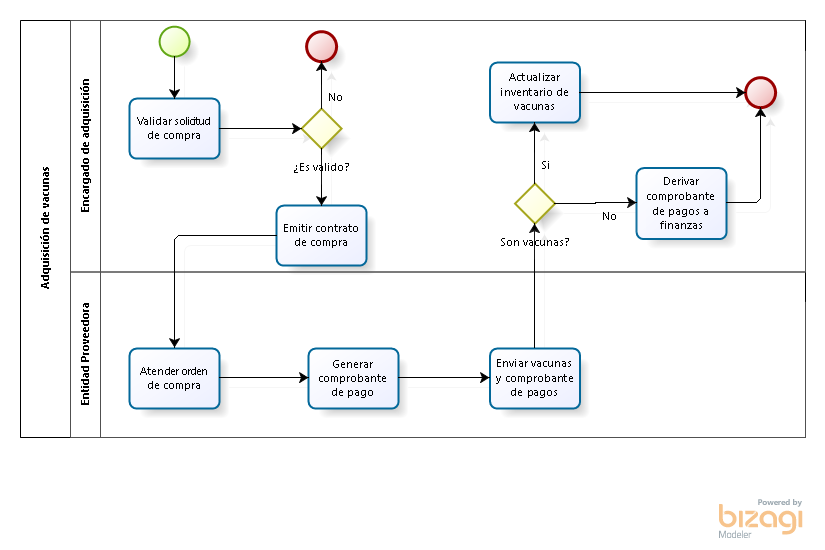 Adquisición de vacunas
Encargado de adquisición
Validar solicitud
de compra
No
¿Es valido?
Emitir contrato
de compra
Actualizar
inventario de
vacunas
Si
Son vacunas?
No
Derivar
comprobante
de pagos a
finanzas
Entidad Proveedora
Atender orden
de compra
Generar
comprobante
de pago
Enviar vacunas
y comprobante
de pagos
Powered by
bizagi
Modeler